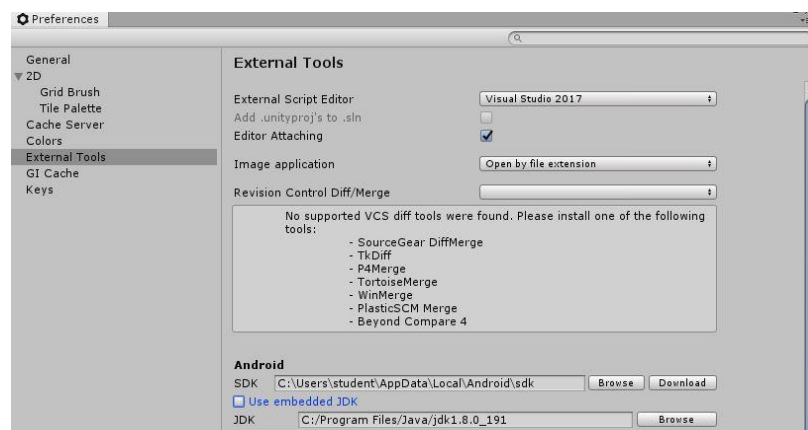 Preferences
General
2D
Grid Brush
Tile Palette
Cache Server
Colors
External Tools
GI Cache
Keys
External Tools
External Script Editor Visual Studio 2017
Add .unityproj's to .sln
Editor Attaching
Image application Open by file extension
Revision Control Diff/Merge
No supported VCS diff tools were found. Please install one of the following
tools:
- SourceGear DiffMerge
- TkDiff
- P4Merge
- TortoiseMerge
- WinMerge
- PlasticSCM Merge
- Beyond Compare 4
Android
SDK C:\Users\student\AppData\Local\Android\sdk Browse Download
Use embedded JDK
JDK C:/Program Files/Java/jdk1.8.0_191 Browse